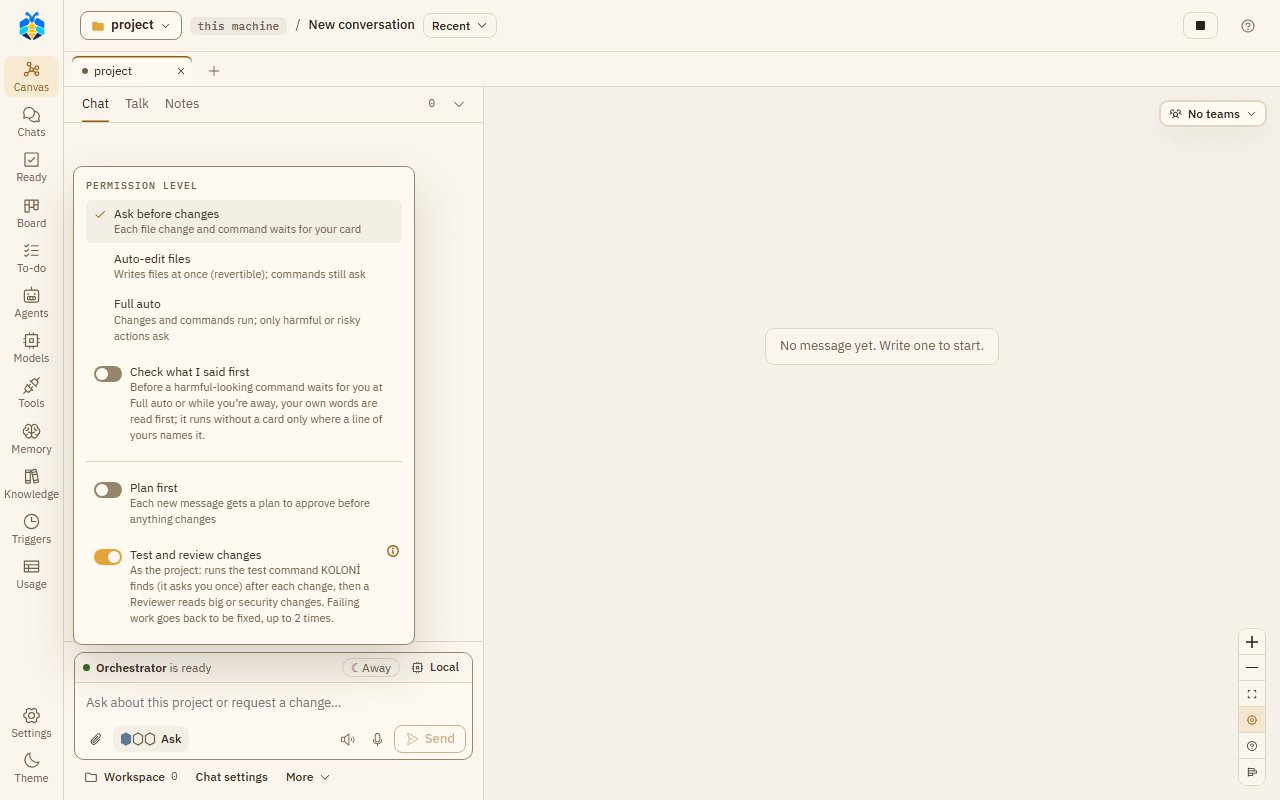 project
this machine
/
New conversation
Recent
Canvas
Chats
Ready
Board
To-do
Agents
Models
Tools
Memory
Knowledge
Triggers
Usage
Settings
Theme
project
Chat
Talk
Notes
0
No teams
PERMISSION LEVEL
Ask before changes
Each file change and command waits for your card
Auto-edit files
Writes files at once (revertible); commands still ask
Full auto
Changes and commands run; only harmful or risky
actions ask
Check what I said first
Before a harmful-looking command waits for you at
Full auto or while you're away, your own words are
read first; it runs without a card only where a line of
yours names it.
Plan first
Each new message gets a plan to approve before
anything changes
Test and review changes
As the project: runs the test command KOLONİ
finds (it asks you once) after each change, then a
Reviewer reads big or security changes. Failing
work goes back to be fixed, up to 2 times.
Orchestrator is ready
Away
Local
Ask about this project or request a change...
Ask
Send
Workspace 0
Chat settings
More
No message yet. Write one to start.